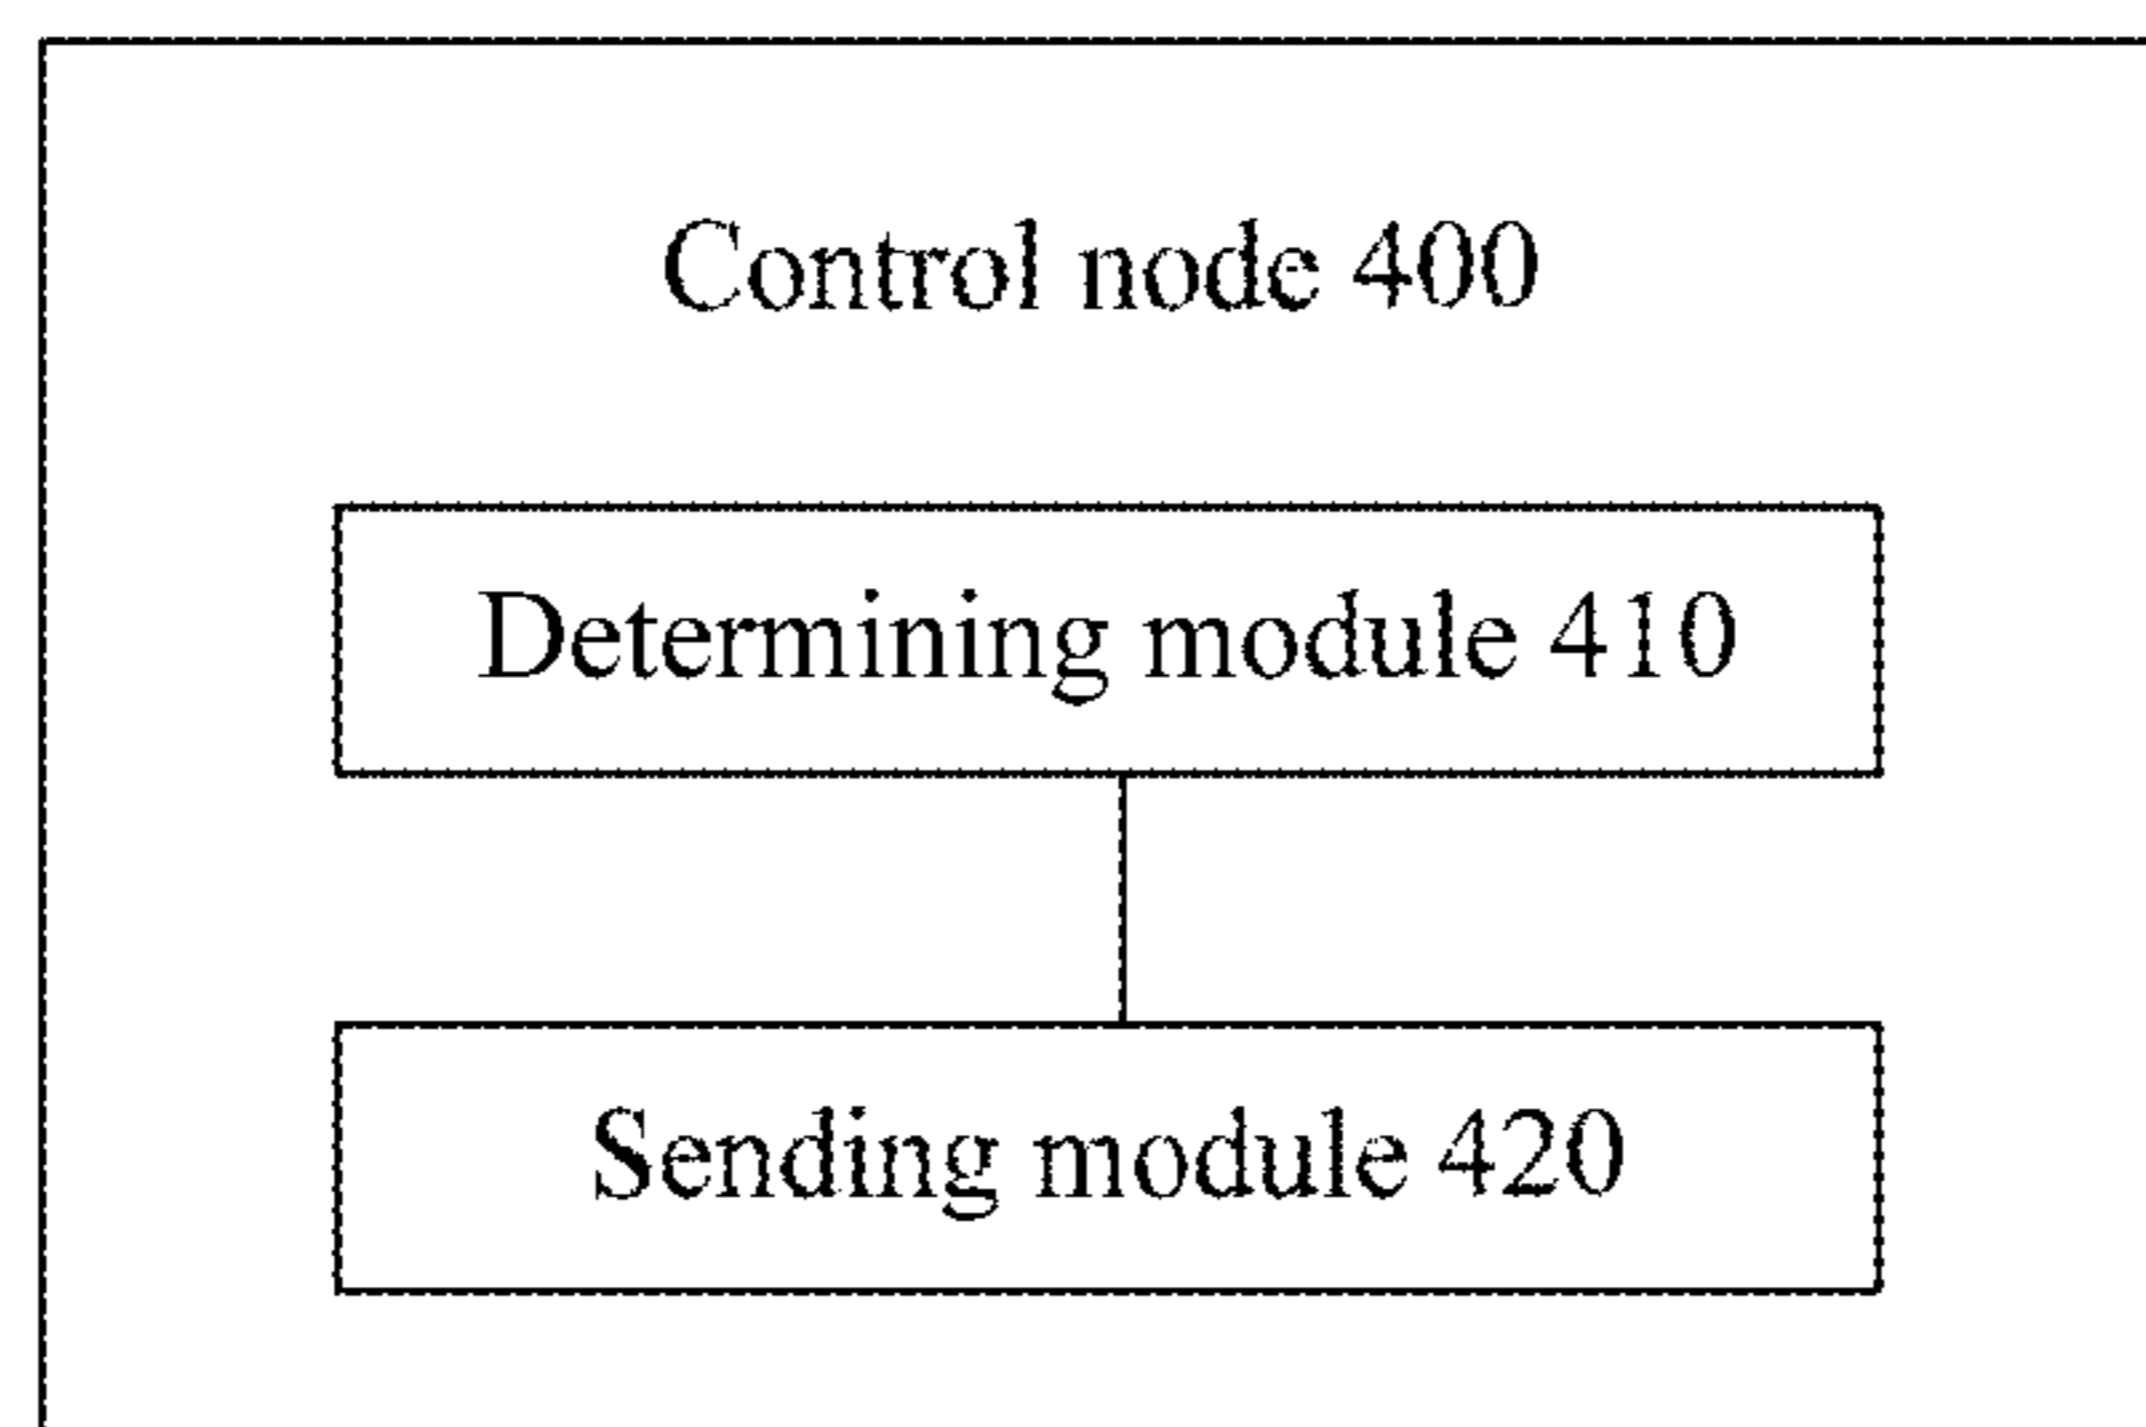 Control node 400
Determining module 410
Sending module 420